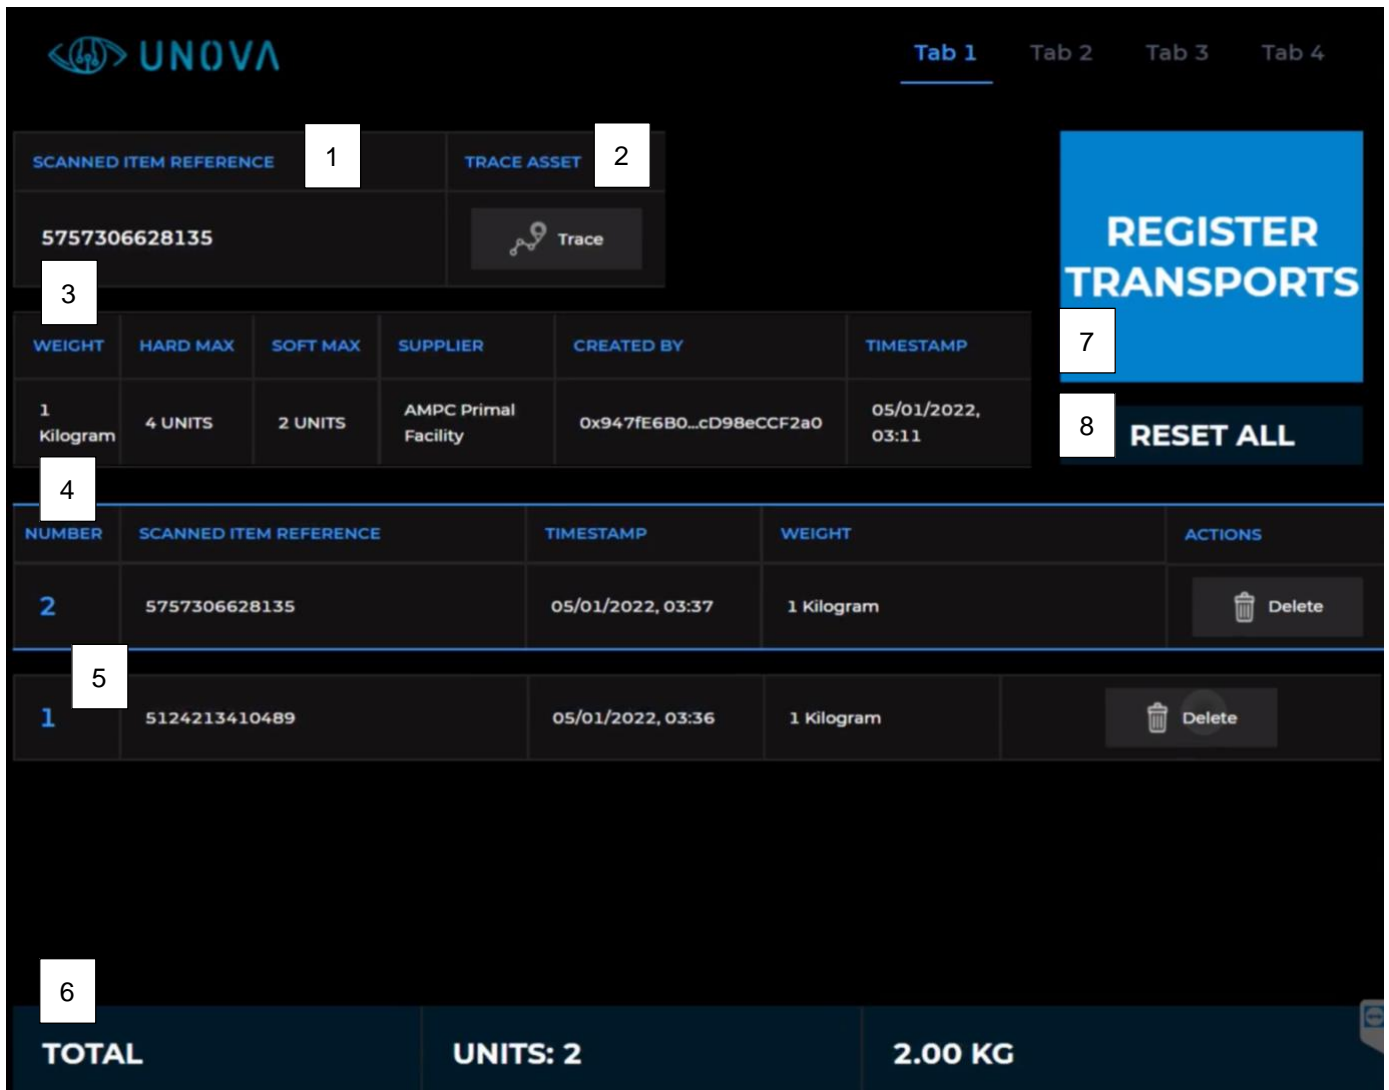 UNOVA
Tab 1 Tab 2 Tab 3 Tab 4
SCANNED ITEM REFERENCE 1 TRACE ASSET 2
5757306628135 Trace
REGISTER
TRANSPORTS
3
WEIGHT HARD MAX SOFT MAX SUPPLIER CREATED BY TIMESTAMP
1
Kilogram 4 UNITS 2 UNITS AMPC Primal
Facility 0x947fE6B0...cD98eCCF2a0 05/01/2022,
03:11
7
8 RESET ALL
4
NUMBER SCANNED ITEM REFERENCE TIMESTAMP WEIGHT ACTIONS
2 5757306628135 05/01/2022, 03:37 1 Kilogram Delete
5
1 5124213410489 05/01/2022, 03:36 1 Kilogram Delete
6
TOTAL UNITS: 2 2.00 KG